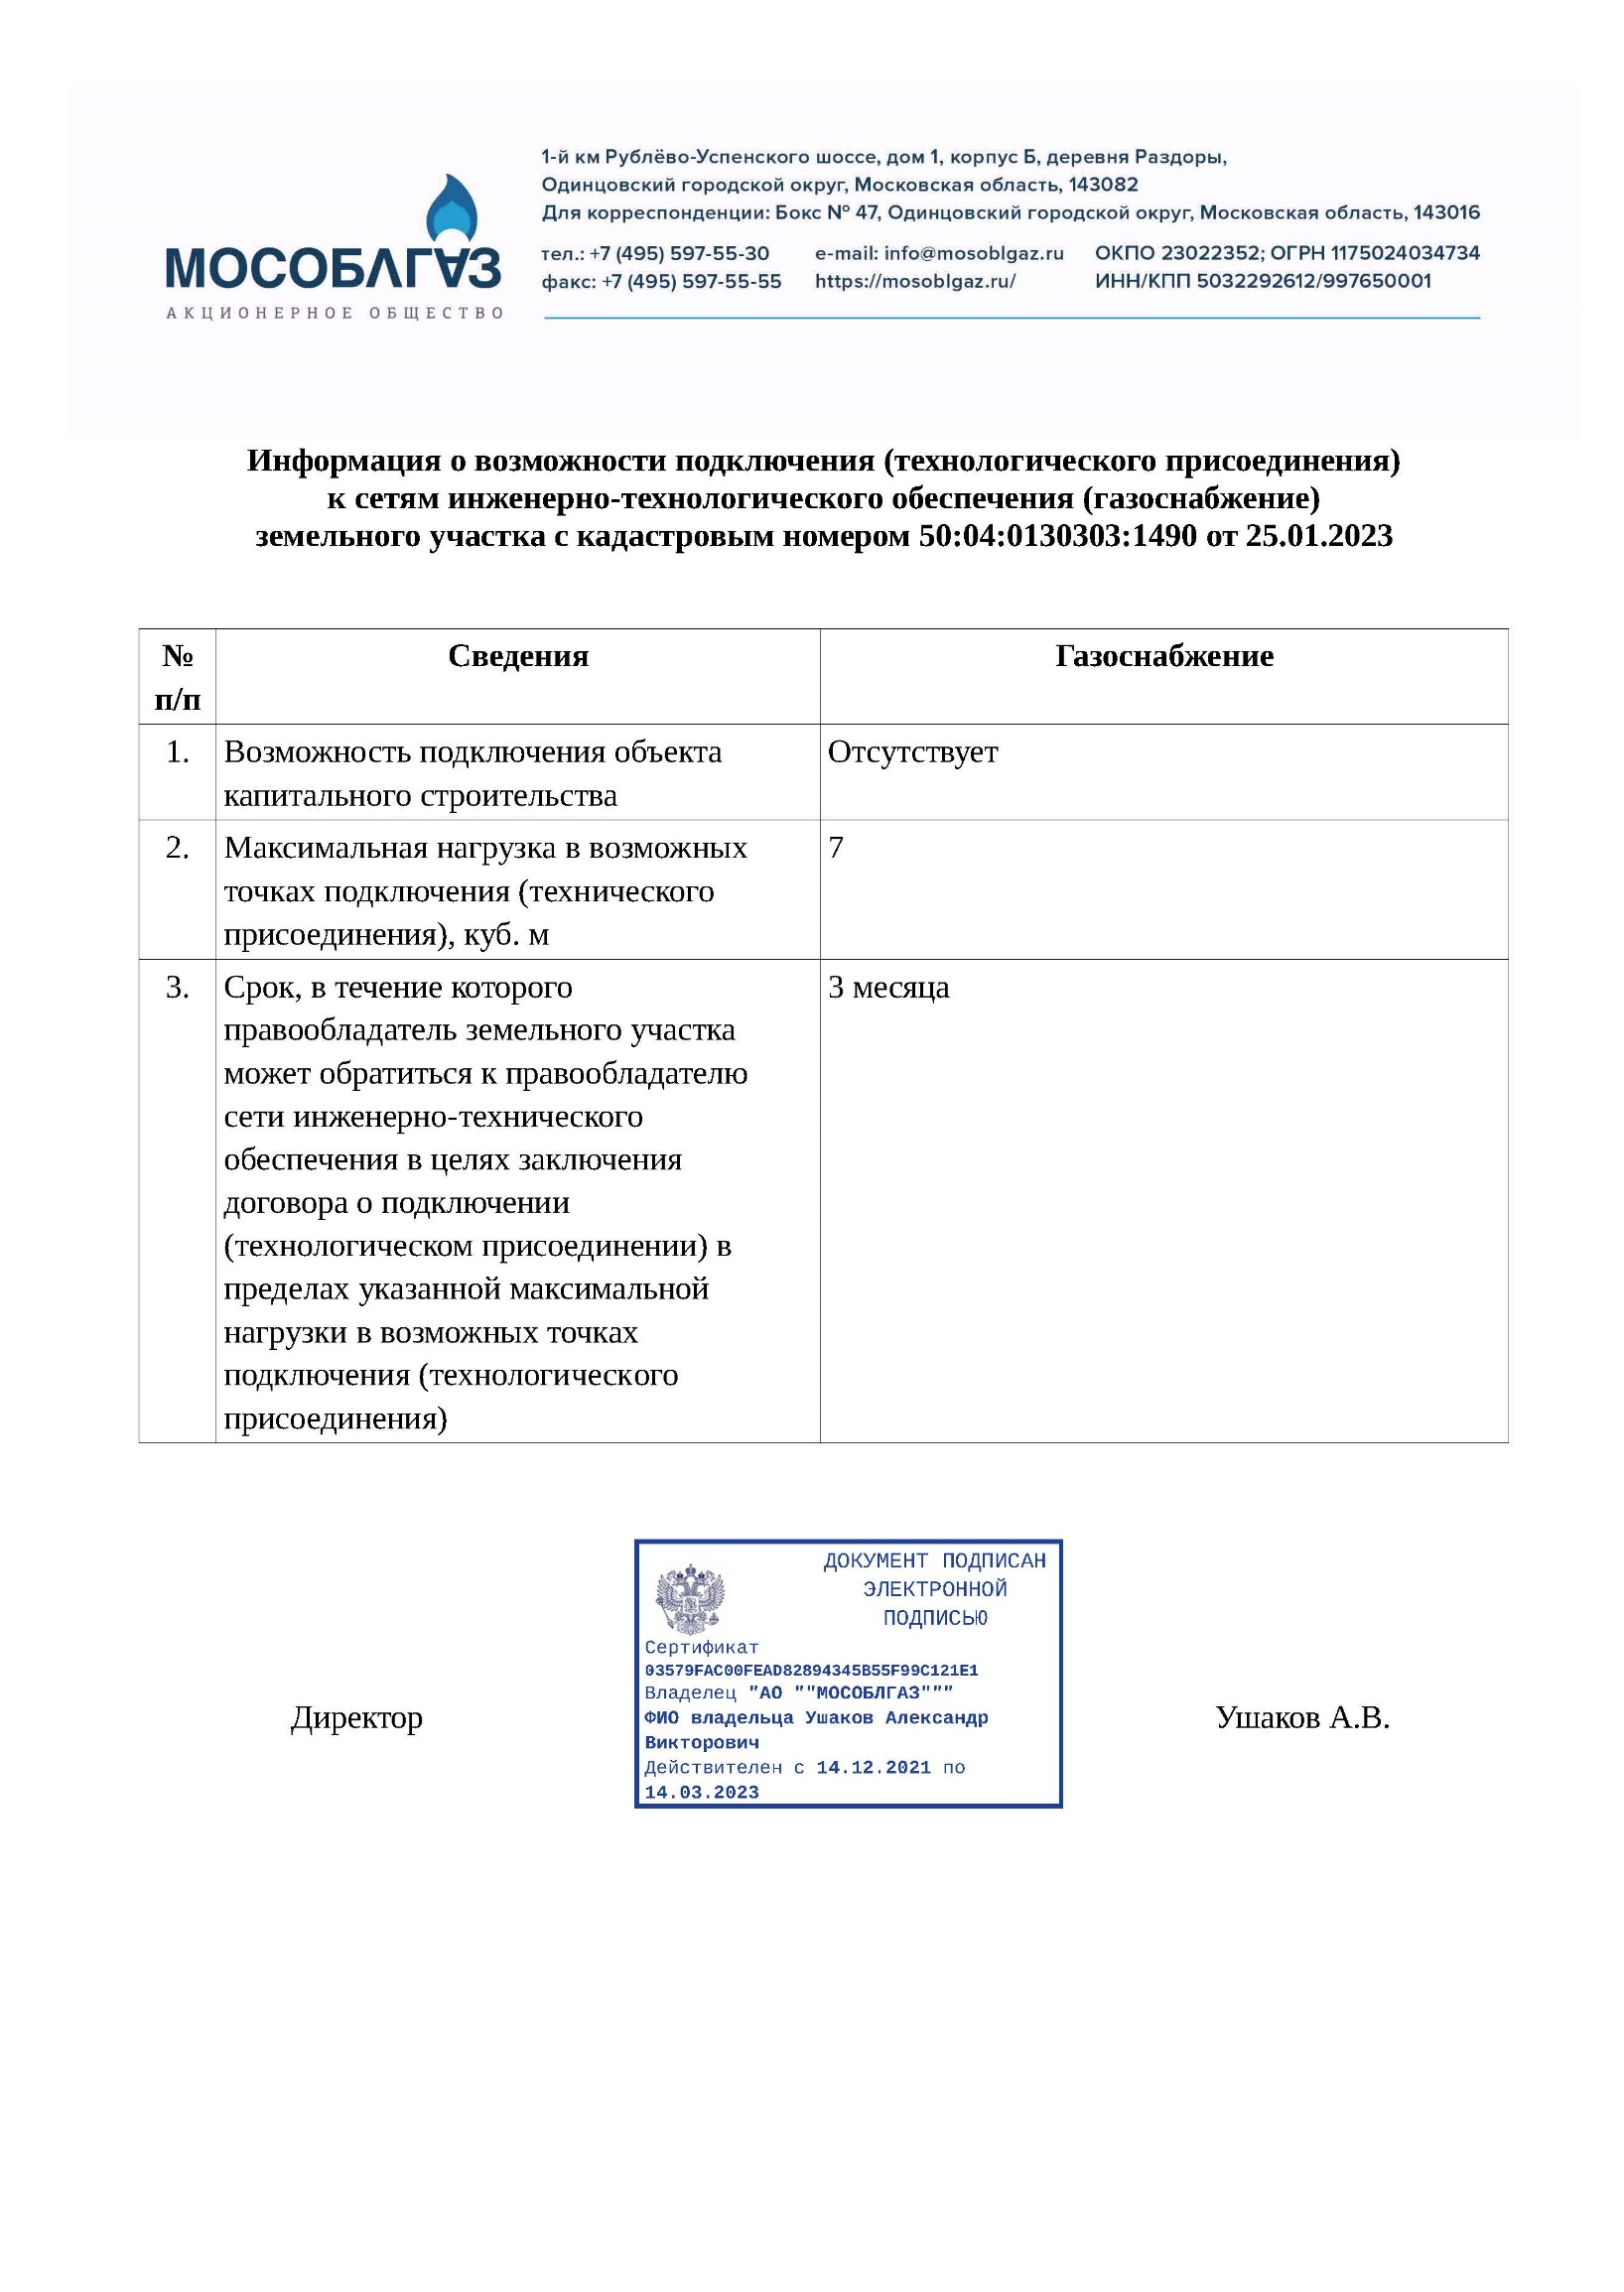 1-й км Рублёво-Успенского шоссе, дом 1, корпус Б, деревня Раздоры,
Одинцовский городской округ, Московская область, 143082
Для корреспонденции: Бокс № 47, Одинцовский городской округ, Московская область, 143016
тел.: +7 (495) 597-55-30 e-mail: info@mosoblgaz.ru ОКПО 23022352; ОГРН 1175024034734
факс: +7 (495) 597-55-55 https://mosoblgaz.ru/ ИНН/КПП 5032292612/997650001
МОСОБЛГАЗ
АКЦИОНЕРНОЕ ОБЩЕСТВО
Информация о возможности подключения (технологического присоединения)
к сетям инженерно-технологического обеспечения (газоснабжение)
земельного участка с кадастровым номером 50:04:0130303:1490 от 25.01.2023
№ п/п Сведения Газоснабжение
1. Возможность подключения объекта Отсутствует
капитального строительства
2. Максимальная нагрузка в возможных 7
точках подключения (технического
присоединения), куб. м
3. Срок, в течение которого 3 месяца
правообладатель земельного участка
может обратиться к правообладателю
сети инженерно-технического
обеспечения в целях заключения
договора о подключении
(технологическом присоединении) в
пределах указанной максимальной
нагрузки в возможных точках
подключения (технологического
присоединения)
ДОКУМЕНТ ПОДПИСАН
ЭЛЕКТРОННОЙ
ПОДПИСЬЮ
Сертификат
03579FAC00FEAD82894345B55F99C121E1
Владелец "АО ""МОСОБЛГАЗ"""
ФИО владельца Ушаков Александр
Викторович
Действителен с 14.12.2021 по
14.03.2023
Директор
Ушаков А.В.